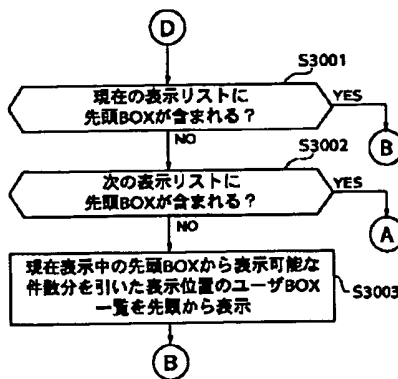 D
S3001
現在の表示リストに
先頭BOXが含まれる?
YES
B
NO
S3002
次の表示リストに
先頭BOXが含まれる?
YES
A
NO
現在表示中の先頭BOXから表示可能な
件数分を引いた表示位置のユーザBOX
一覧を先頭から表示
S3003
B